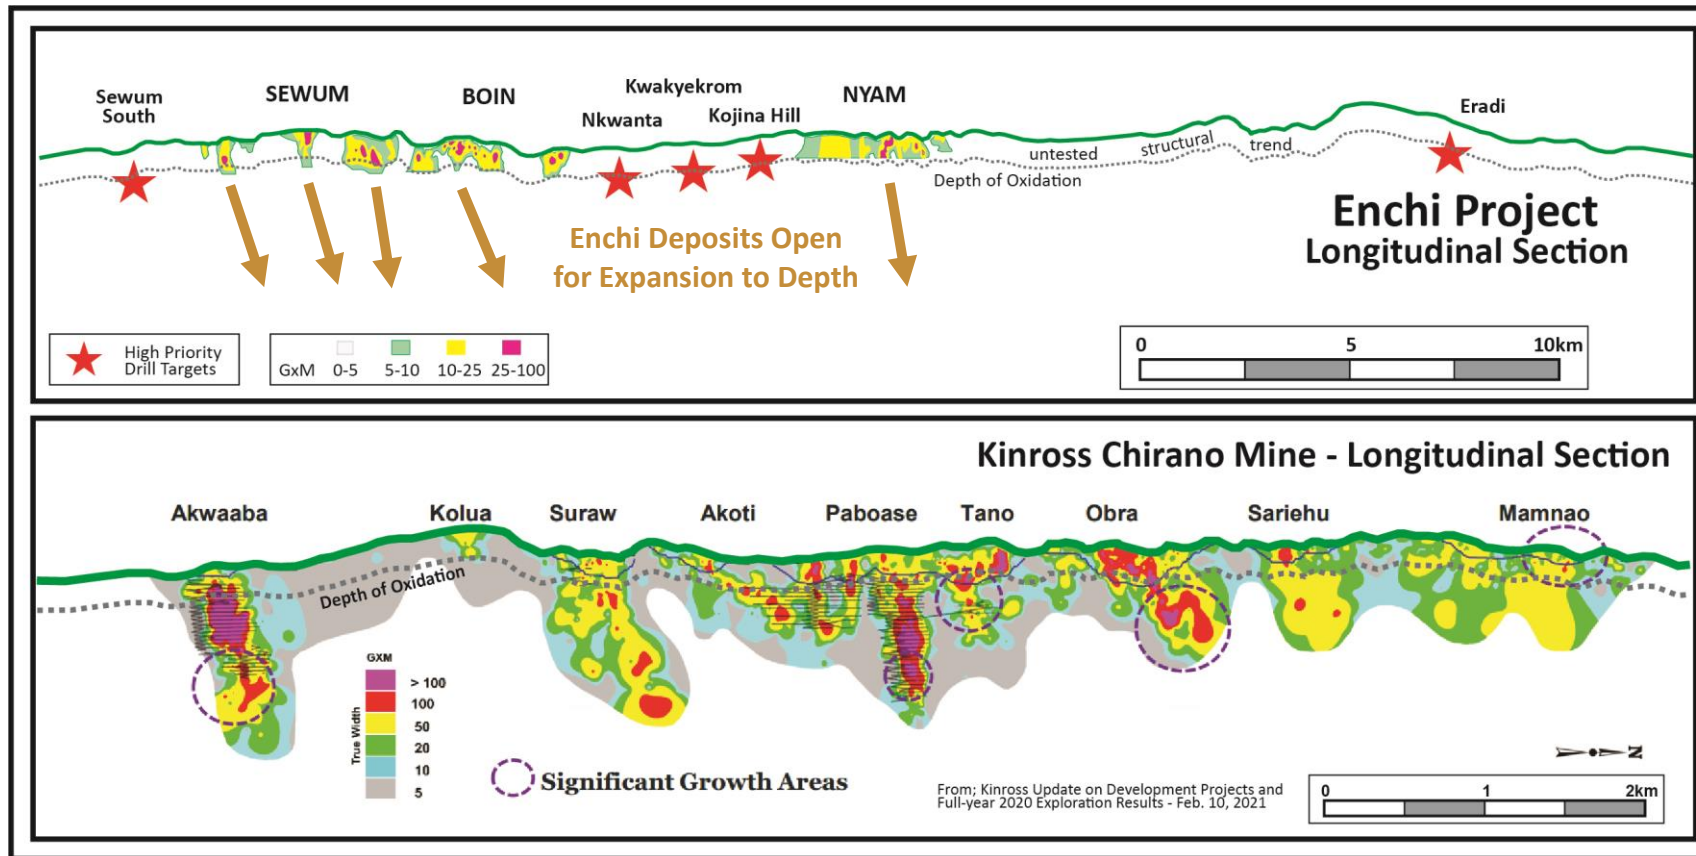 Sewum
South
SEWUM
BOIN
Nkwanta
Kwakyekrom
Kojina Hill
NYAM
Eradi
untested
structural
trend
Depth of Oxidation
Enchi Deposits Open
for Expansion to Depth
Enchi Project
Longitudinal Section
High Priority
Drill Targets
GxM 0-5 5-10 10-25 25-100
0 5 10km
Kinross Chirano Mine - Longitudinal Section
Akwaaba
Kolua
Suraw
Akoti
Paboase
Tano
Obra
Sariehu
Mamnao
Depth of Oxidation
GXM
True Width
> 100
100
50
20
10
5
Significant Growth Areas
From; Kinross Update on Development Projects and
Full-year 2020 Exploration Results - Feb. 10, 2021
N
0 1 2km